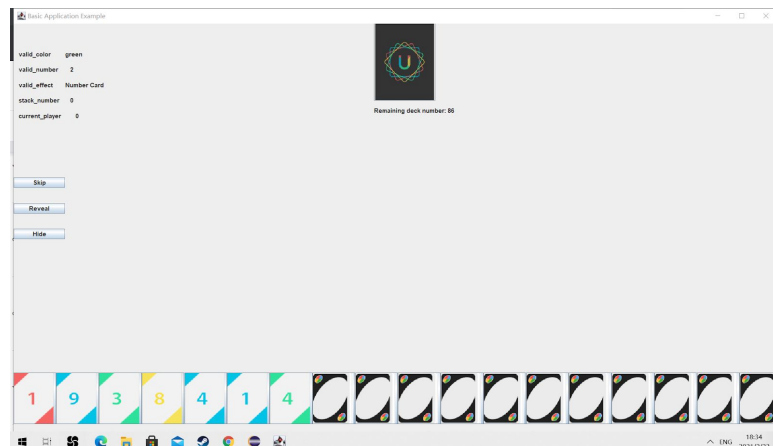 Basic Application Example
valid_color green
valid_number 2
valid_effect Number Card
stack_number 0
current_player 0
U
Remaining deck number: 86
Skip
Reveal
Hide
1 9 3 8 4 1 4
ENG 18:34